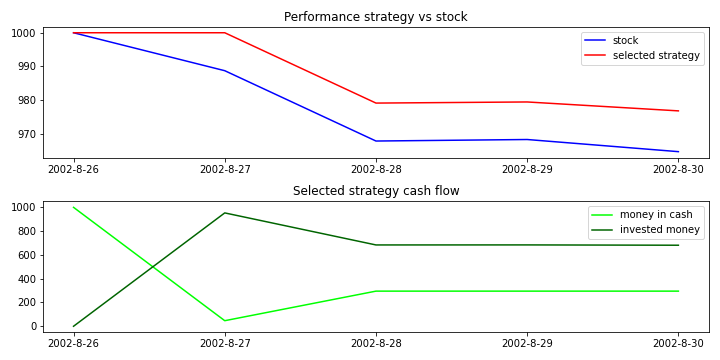 Performance strategy vs stock
1000
990
980
970
stock
selected strategy
2002-8-26 2002-8-27 2002-8-28 2002-8-29 2002-8-30
Selected strategy cash flow
1000
800
600
400
200
0
money in cash
invested money
2002-8-26 2002-8-27 2002-8-28 2002-8-29 2002-8-30